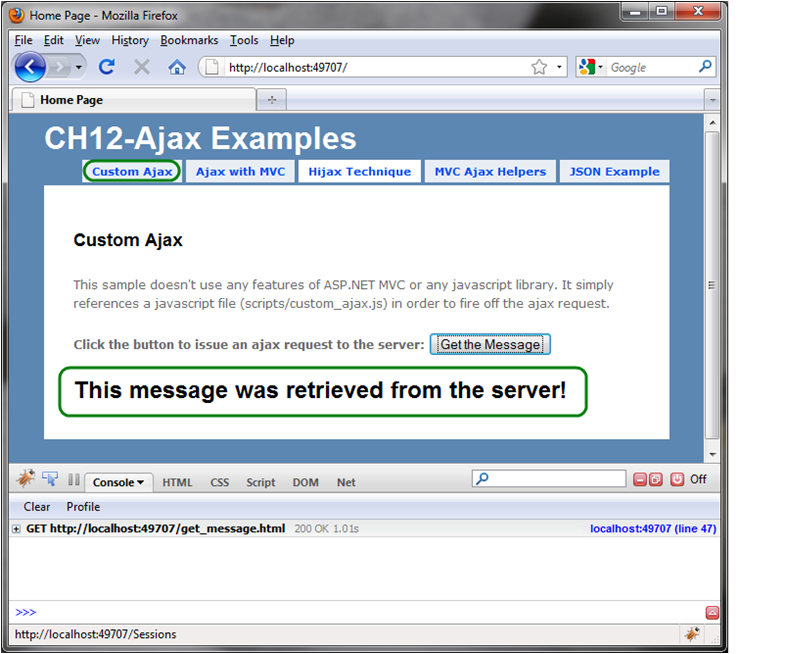 Home Page - Mozilla Firefox
File Edit View History Bookmarks Tools Help
http://localhost:49707/ Google
Home Page
CH12-Ajax Examples
Custom Ajax Ajax with MVC Hijax Technique MVC Ajax Helpers JSON Example
Custom Ajax
This sample doesn't use any features of ASP.NET MVC or any javascript library. It simply
references a javascript file (scripts/custom_ajax.js) in order to fire off the ajax request.
Click the button to issue an ajax request to the server: Get the Message
This message was retrieved from the server!
Console HTML CSS Script DOM Net Off
Clear Profile
GET http://localhost:49707/get_message.html 200 OK 1.01s localhost:49707 (line 47)
>>>
http://localhost:49707/Sessions